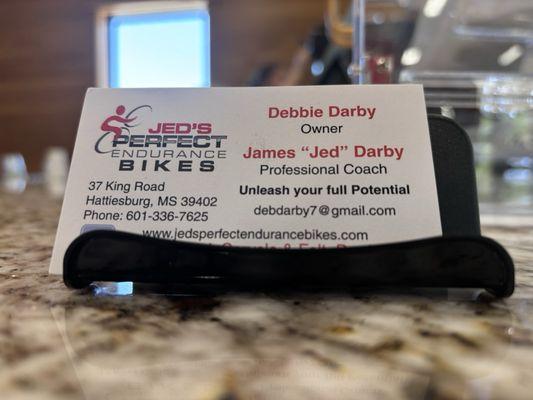 JED'S
PERFECT
ENDURANCE
BIKES
Debbie Darby
Owner
James "Jed" Darby
Professional Coach
37 King Road
Hattiesburg, MS 39402
Phone: 601-336-7625
Unleash your full Potential
debdarby7@gmail.com
www.jedsperfectendurancebikes.com